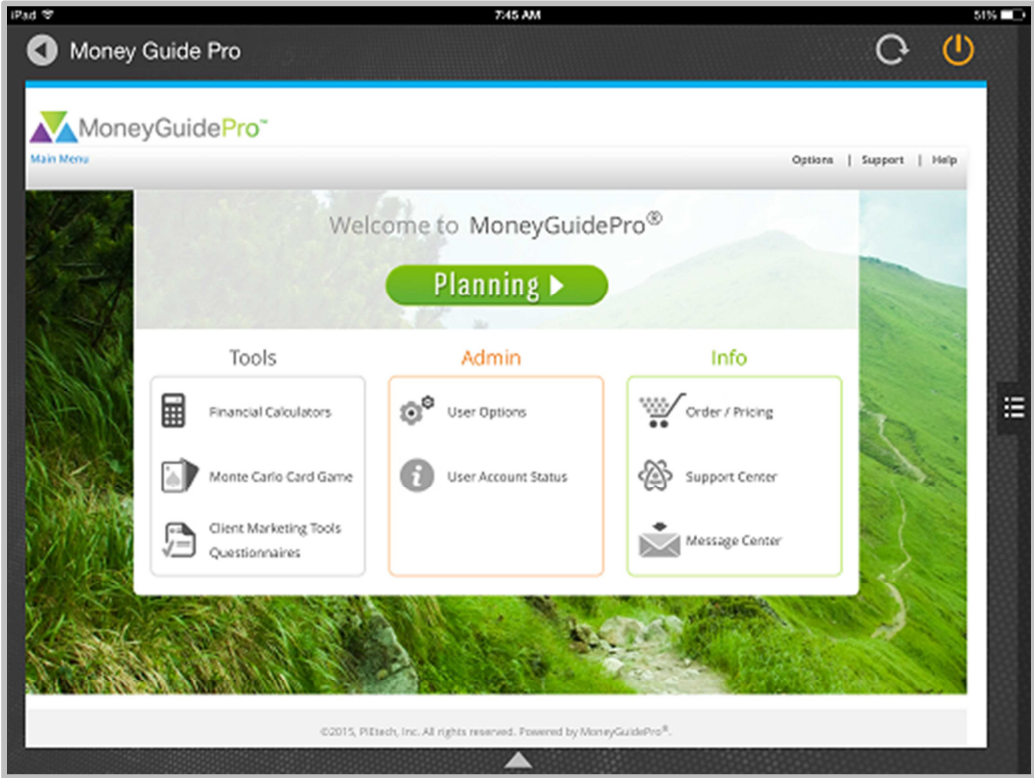 iPad 7:45 AM 51%
Money Guide Pro
MoneyGuidePro™
Main Menu Options | Support | Help
Welcome to MoneyGuidePro®
Planning
Tools Admin Info
Financial Calculators User Options Order / Pricing
Monte Carlo Card Game User Account Status Support Center
Client Marketing Tools
Questionnaires
Message Center
©2015, PIEtech, Inc. All rights reserved. Powered by MoneyGuidePro®.